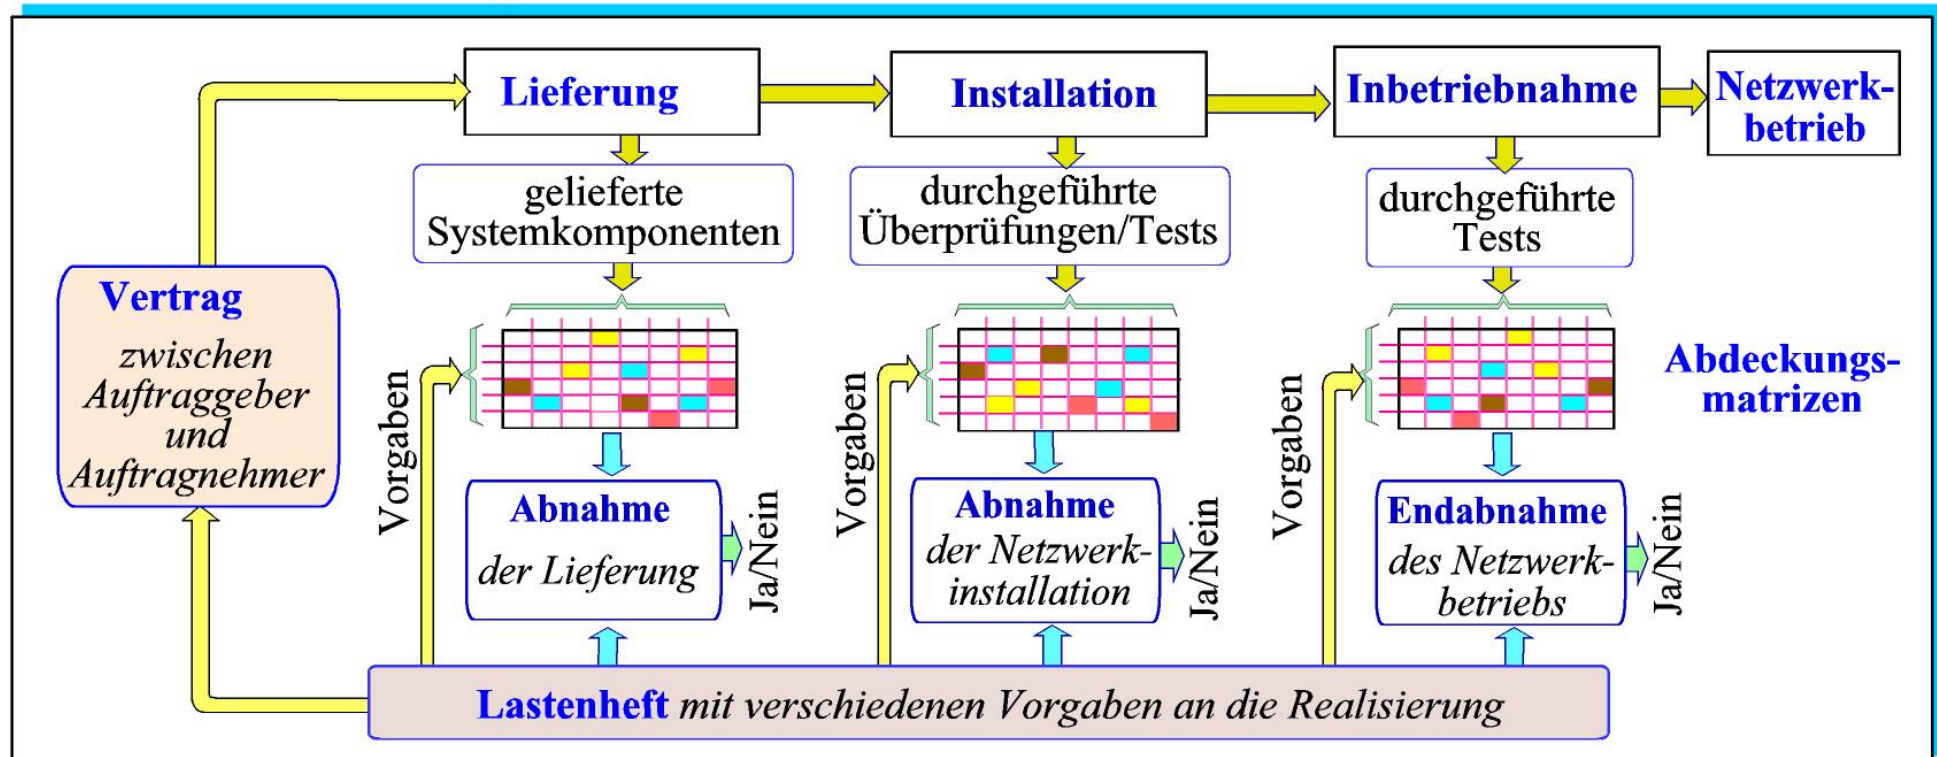 Lieferung
Installation
Inbetriebnahme
Netzwerk-
betrieb
gelieferte
Systemkomponenten
durchgeführte
Überprüfungen/Tests
durchgeführte
Tests
Vertrag
zwischen
Auftraggeber
und
Auftragnehmer
Vorgaben
Vorgaben
Vorgaben
Abdeckungs-
matrizen
Abnahme
der Lieferung
Ja/Nein
Abnahme
der Netzwerk-
installation
Ja/Nein
Endabnahme
des Netzwerk-
betriebs
Ja/Nein
Lastenheft mit verschiedenen Vorgaben an die Realisierung